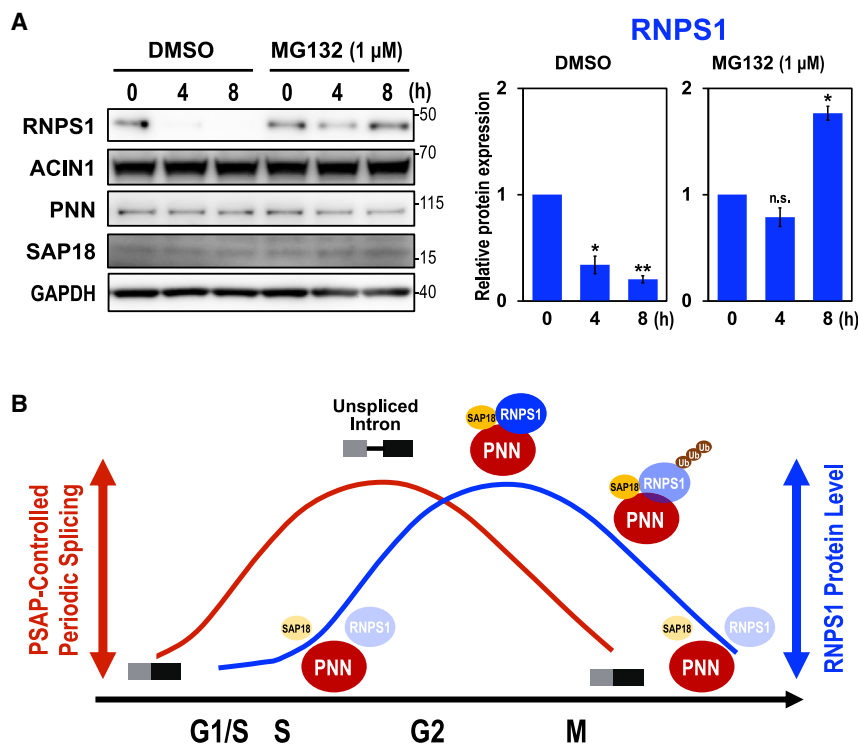 A
DMSO MG132 (1 µM)
0 4 8 0 4 8 (h)
RNPS1
-50
ACIN1
-70
PNN
-115
SAP18
-15
GAPDH
-40
RNPS1
DMSO MG132 (1 µM)
Relative protein expression
2
1
0
* **
0 4 8 (h)
2
1
0
n.s. *
0 4 8 (h)
B
PSAP-Controlled
Periodic Splicing
Unspliced
Intron
SAP18 RNPS1
PNN
Ub Ub Ub
SAP18 RNPS1
PNN
SAP18 RNPS1
PNN
SAP18 RNPS1
PNN
RNPS1 Protein Level
G1/S S G2 M